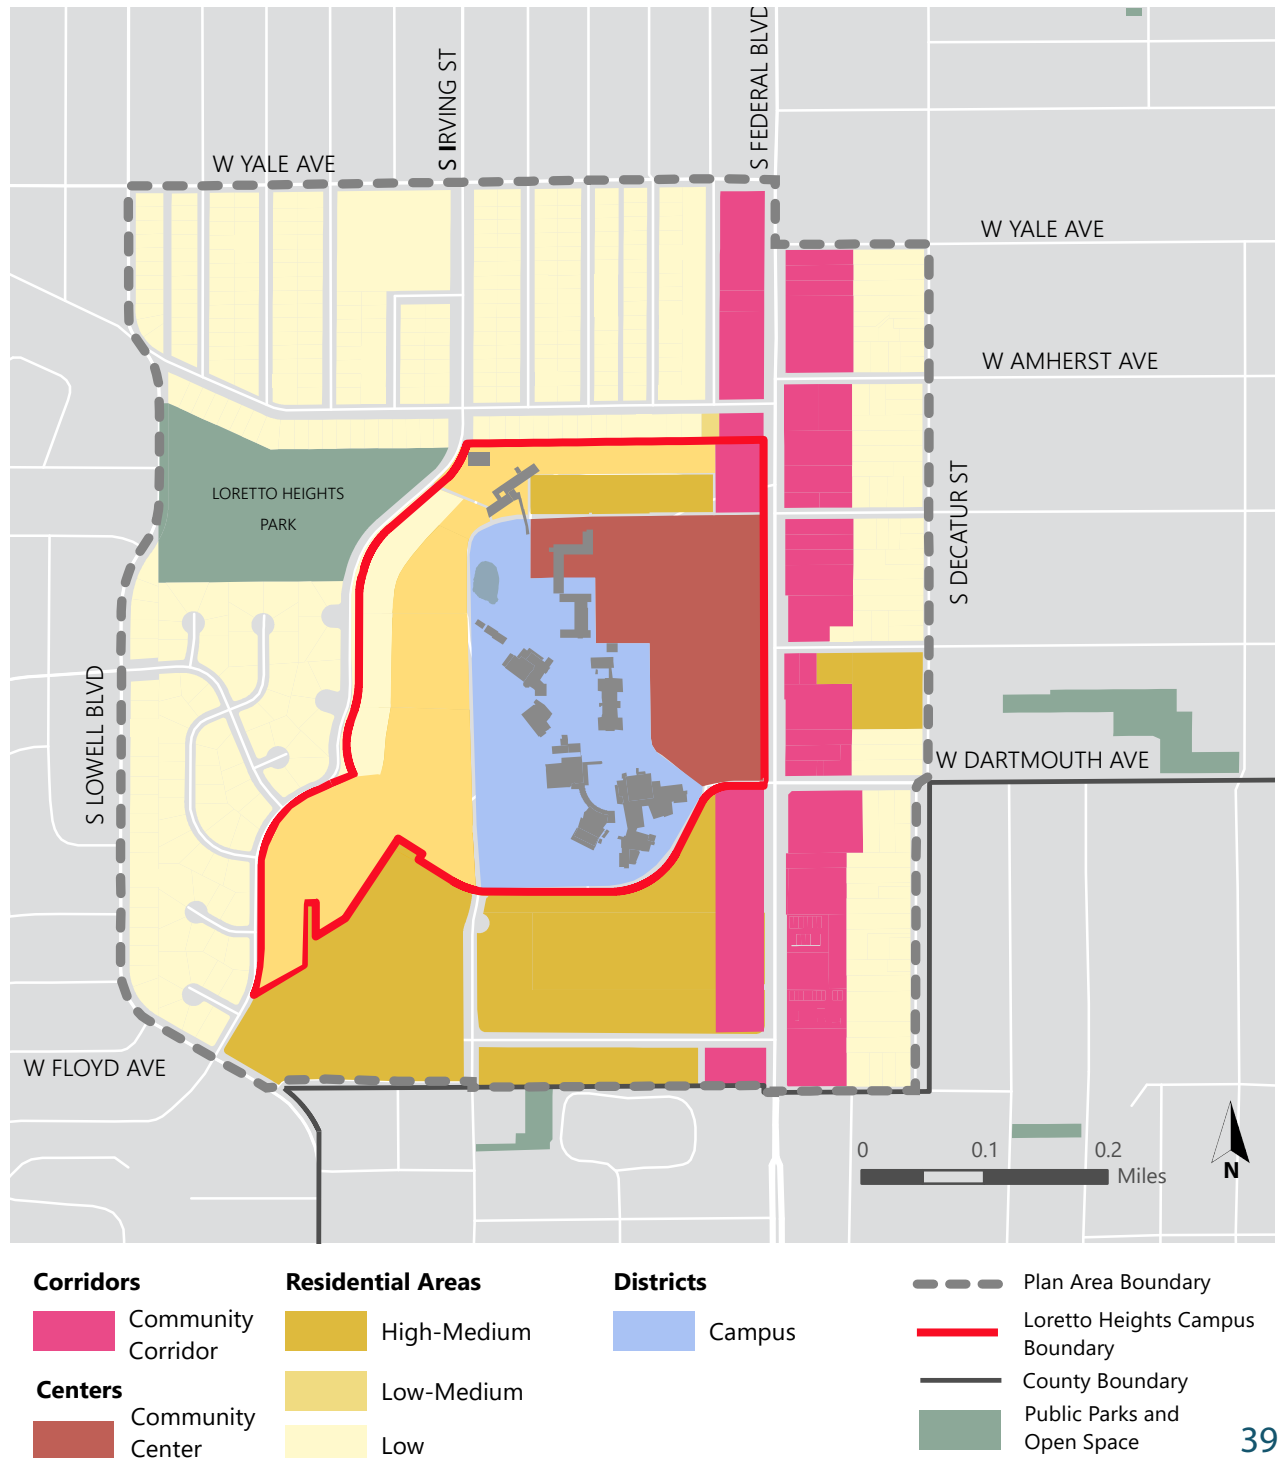 S IRVING ST
S FEDERAL BLVD
W YALE AVE
W YALE AVE
W AMHERST AVE
LORETTO HEIGHTS
PARK
S DECATUR ST
S LOWELL BLVD
W DARTMOUTH AVE
W FLOYD AVE
0 0.1 0.2
Miles
N
Corridors
Community
Corridor
Centers
Community
Center
Residential Areas
High-Medium
Low-Medium
Low
Districts
Campus
Plan Area Boundary
Loretto Heights Campus
Boundary
County Boundary
Public Parks and
Open Space
39